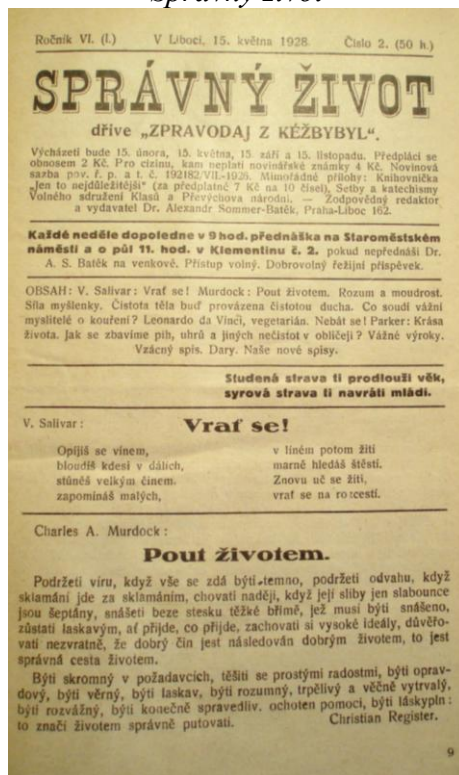 Správný život
Ročník VI. (I.) V Liboci, 15. května 1928. Číslo 2. (50 h.)
SPRÁVNÝ ŽIVOT
dříve „ZPRAVODAJ Z KÉŽBYBYL“.
Vycházeti bude 15. února, 15. května, 15 září a 15. listopadu. Předplácí se
obnosem 2 Kč. Pro cizinu, kam neplatí novinářské známky 4 Kč. Novinová
sazba pov. ř. p. a t. č. 192182/VII.-1926. Mimořádné přílohy: Knihovnička
„Jen to nejdůležitější“ (za předplatné 7 Kč na 10 čísel), Setby a katechismy
Volného sdružení Klasů a Převýchova národní. — Zodpovědný redaktor
a vydavatel Dr. Alexandr Sommer-Batěk, Praha-Liboc 162.
Každé neděle dopoledne v 9 hod. přednáška na Staroměstském
náměstí a o půl 11. hod. v Klementinu č. 2. pokud nepřednáší Dr.
A. S. Batěk na venkově. Přístup volný. Dobrovolný režijní příspěvek.
OBSAH: V. Salivar: Vrať se! Murdock: Pout životem. Rozum a moudrost.
Síla myšlenky. Čistota těla buď provázena čistotou ducha. Co soudí vážní
myslitelé o kouření? Leonardo da Vinci, vegetarián. Nebát se! Parker: Krása
života. Jak se zbavíme pih, uhrů a jiných nečistot v obličeji? Vážné výroky.
Vzácný spis. Dary. Naše nové spisy.
Studená strava ti prodlouží věk,
syrová strava ti navrátí mládí.
V. Salivar: Vrať se!
Opíjíš se vínem,
bloudíš kdesi v dálich,
stůněš velkým činem.
zapomínáš malých,
v líném potom žití
marně hledáš štěstí.
Znovu uč se žíti,
vrať se na rozcestí.
Charles A. Murdock:
Pout životem.
Podržeti víru, když vše se zdá býti temno, podržeti odvahu, když
sklamání jde za sklamáním, chovati naději, když její sliby jen slabounce
jsou šeptány, snášeti beze stesku těžké břímě, jež musí býti snášeno,
zůstati laskavým, ať přijde, co přijde, zachovati si vysoké ideály, důvěřo-
vati nezvratně, že dobrý čin jest následován dobrým životem, to jest
správná cesta životem.
Býti skromný v požadavcích, těšiti se prostými radostmi, býti oprav-
dový, býti věrný, býti laskav, býti rozumný, trpělivý a věčně vytrvalý,
býti rozvážný, býti konečně spravedliv. ochoten pomoci, býti láskypln:
to značí životem správně putovati. Christian Register.
9